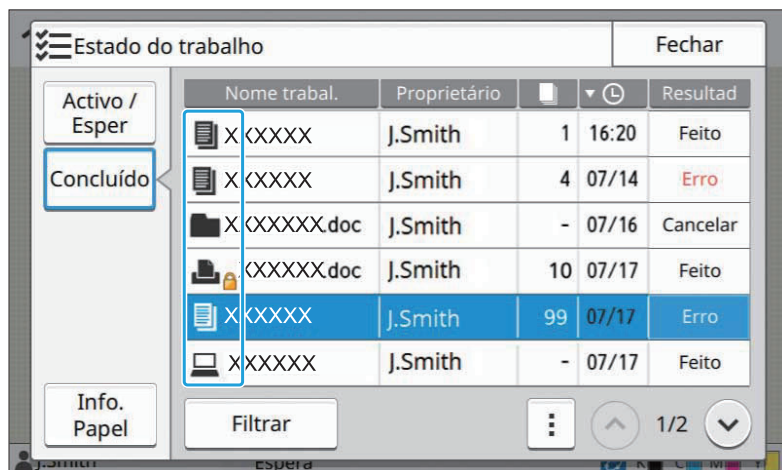 Estado do trabalho
Fechar
Activo /
Esper
Concluído
Info.
Papel
Nome trabal. Proprietário Resultad
XXXXXX J.Smith 1 16:20 Feito
XXXXXX J.Smith 4 07/14 Erro
XXXXXXX.doc J.Smith - 07/16 Cancelar
XXXXXX.doc J.Smith 10 07/17 Feito
XXXXXX J.Smith 99 07/17 Erro
XXXXXX J.Smith - 07/17 Feito
Filtrar
1/2
J.Smith Espera K C M Y